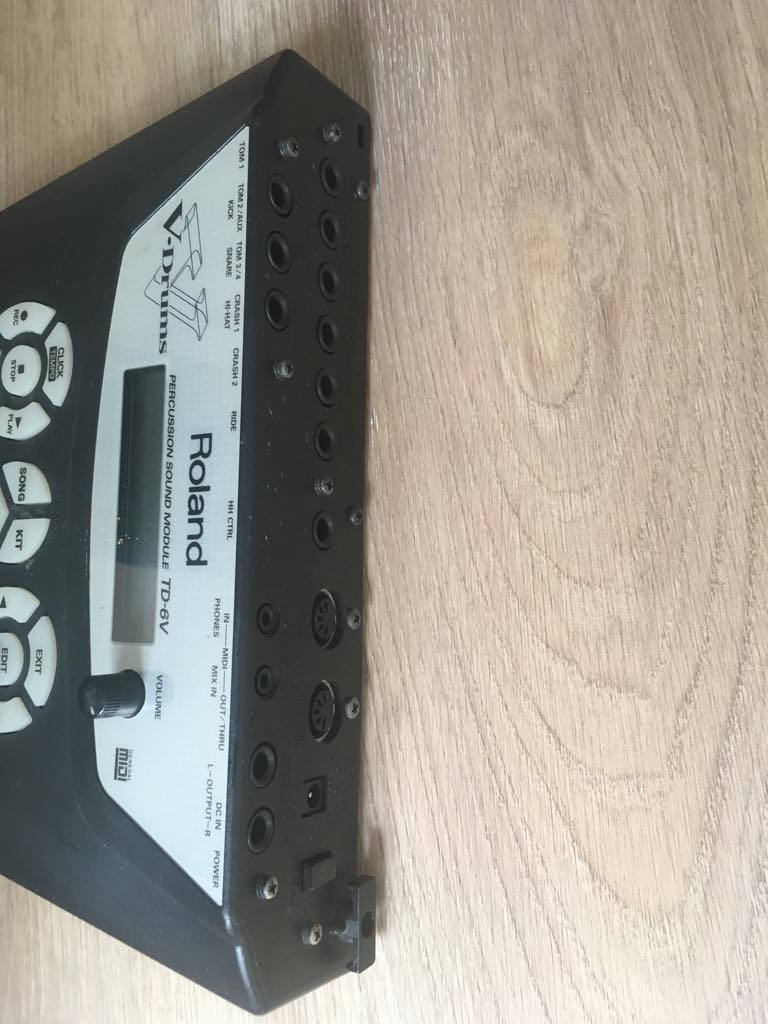 TOM 1 TOM 2/AUX TOM 3/4 CRASH 1 CRASH 2 RIDE HH CTRL IN MIDI OUT/THRU DC IN POWER
KICK SNARE HI-HAT PHONES MIX IN L-OUTPUT-R
V-Drums
Roland
PERCUSSION SOUND MODULE TD-6V
VOLUME
GENERAL
MIDI
CLICK
TEMPO
REC
STOP
PLAY
SONG
KIT
EXIT
EDIT